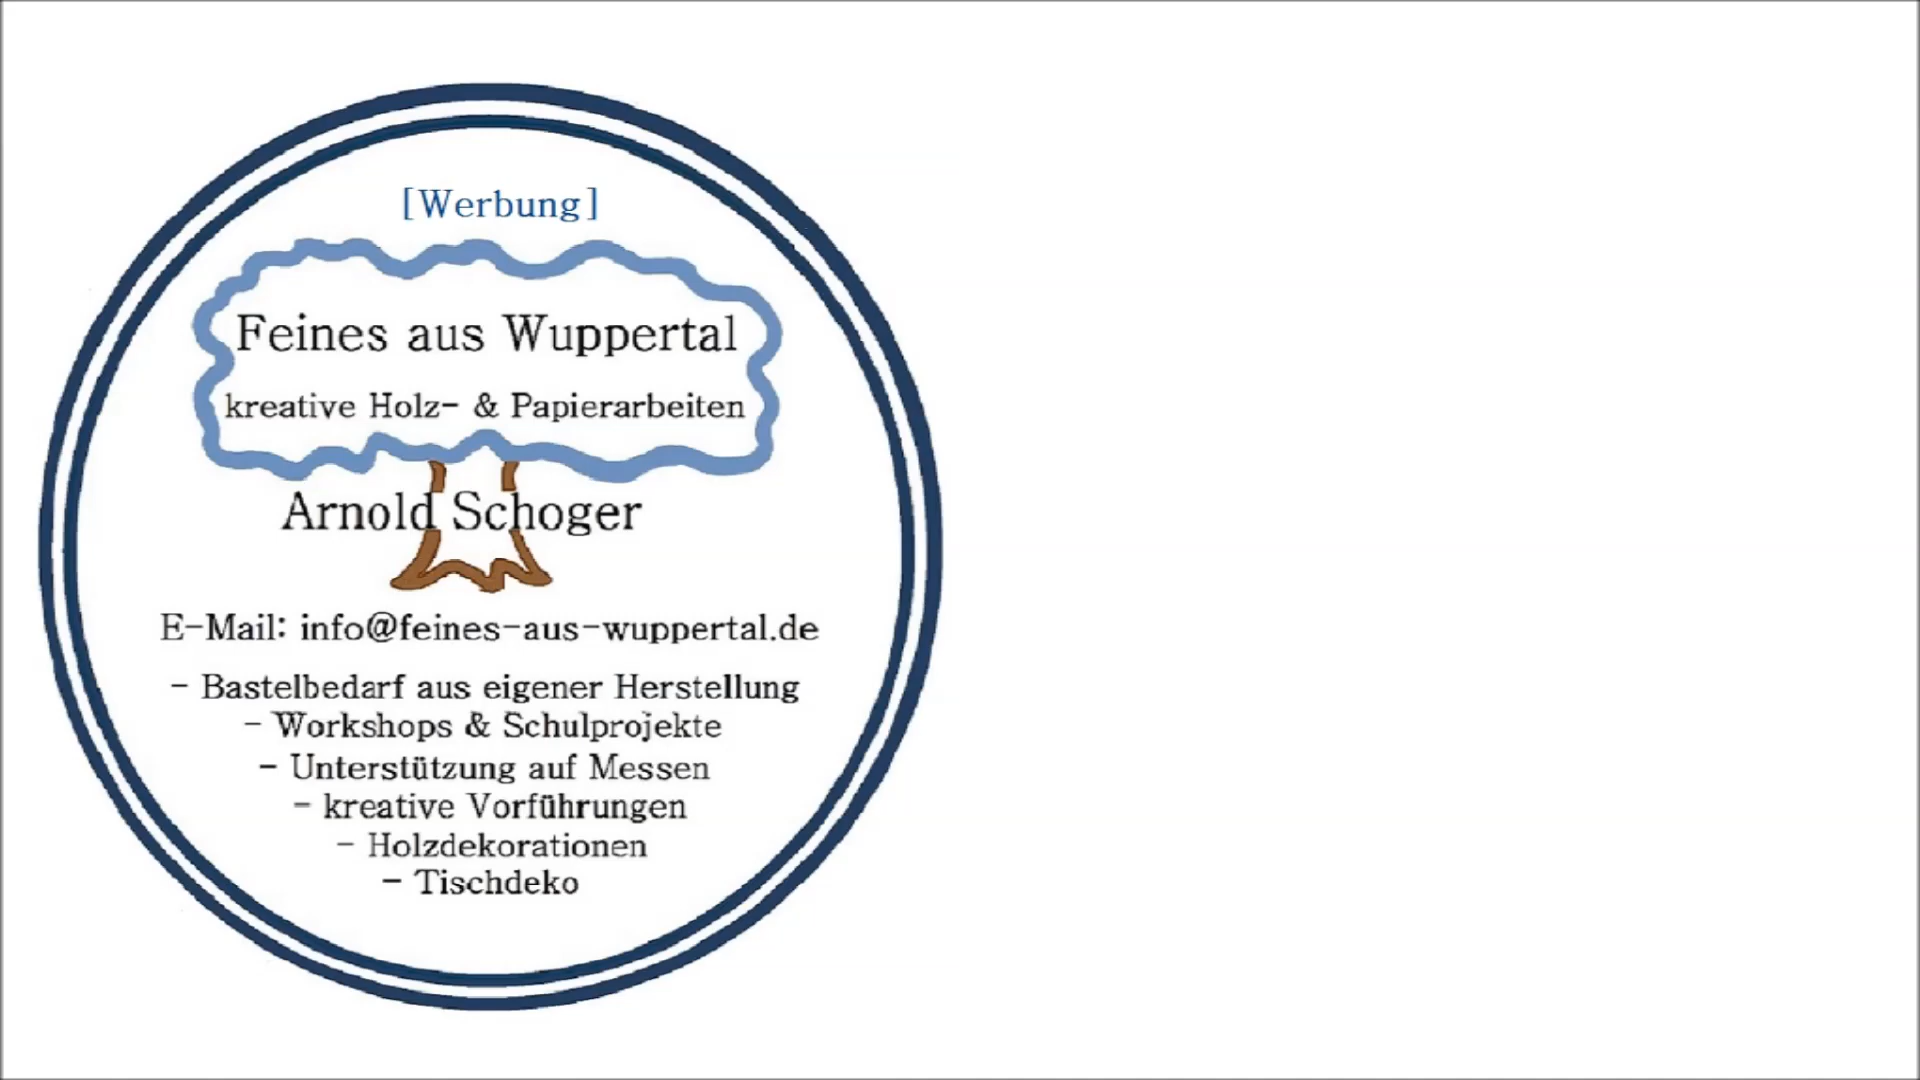 [Werbung]
Feines aus Wuppertal
kreative Holz- & Papierarbeiten
Arnold Schoger
E-Mail: info@feines-aus-wuppertal.de
- Bastelbedarf aus eigener Herstellung
- Workshops & Schulprojekte
- Unterstützung auf Messen
- kreative Vorführungen
- Holzdekorationen
- Tischdeko